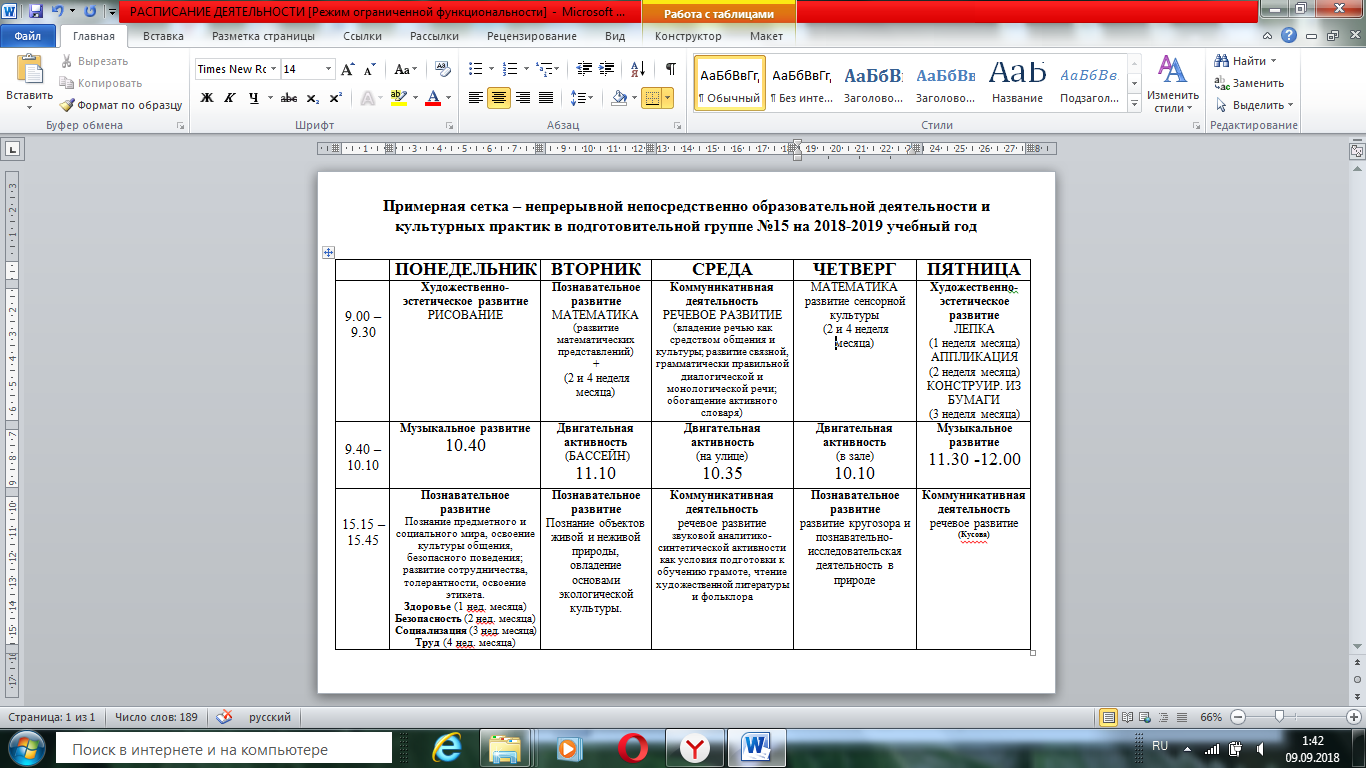 РАСПИСАНИЕ ДЕЯТЕЛЬНОСТИ [Режим ограниченной функциональности] - Microsoft ...
Работа с таблицами
Файл
Главная
Вставка
Разметка страницы
Ссылки
Рассылки
Рецензирование
Вид
Конструктор
Макет
Вставить
Вырезать
Копировать
Формат по образцу
Буфер обмена
Times New Rc
14
Ж К Ч abc x₂ x²
Шрифт
Абзац
АаБбВвГг,
¶ Обычный
АаБбВвГг,
¶ Без инте...
АаБбВ
Заголово...
АаБбВв
Заголово...
АаБ
Название
АаБбВв.
Подзагол...
Стили
Изменить
стили
Найти
Заменить
Выделить
Редактирование
Примерная сетка – непрерывной непосредственно образовательной деятельности и
культурных практик в подготовительной группе №15 на 2018-2019 учебный год
ПОНЕДЕЛЬНИК
ВТОРНИК
СРЕДА
ЧЕТВЕРГ
ПЯТНИЦА
9.00 –
9.30
Художественно-
эстетическое развитие
РИСОВАНИЕ
Познавательное
развитие
МАТЕМАТИКА
(развитие
математических
представлений)
+
(2 и 4 неделя
месяца)
Коммуникативная
деятельность
РЕЧЕВОЕ РАЗВИТИЕ
(владение речью как
средством общения и
культуры; развитие связной,
грамматически правильной
диалогической и
монологической речи;
обогащение активного
словаря)
МАТЕМАТИКА
развитие сенсорной
культуры
(2 и 4 неделя
месяца)
Художественно-
эстетическое
развитие
ЛЕПКА
(1 неделя месяца)
АППЛИКАЦИЯ
(2 неделя месяца)
КОНСТРУИР. ИЗ
БУМАГИ
(3 неделя месяца)
9.40 –
10.10
Музыкальное развитие
10.40
Двигательная
активность
(БАССЕЙН)
11.10
Двигательная
активность
(на улице)
10.35
Двигательная
активность
(в зале)
10.10
Музыкальное
развитие
11.30 -12.00
15.15 –
15.45
Познавательное
развитие
Познание предметного и
социального мира, освоение
культуры общения,
безопасного поведения;
развитие сотрудничества,
толерантности, освоение
этикета.
Здоровье (1 нед. месяца)
Безопасность (2 нед. месяца)
Социализация (3 нед. месяца)
Труд (4 нед. месяца)
Познавательное
развитие
Познание объектов
живой и неживой
природы,
овладение
основами
экологической
культуры.
Коммуникативная
деятельность
речевое развитие
звуковой аналитико-
синтетической активности
как условия подготовки к
обучению грамоте, чтение
художественной литературы
и фольклора
Познавательное
развитие
развитие кругозора и
познавательно-
исследовательская
деятельность в
природе
Коммуникативная
деятельность
речевое развитие
(Кусова)
Страница: 1 из 1
Число слов: 189
русский
66%
Поиск в интернете и на компьютере
RU
1:42
09.09.2018